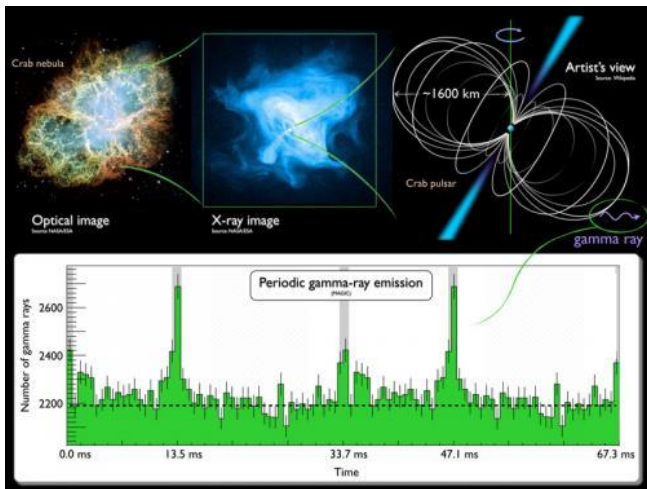 Crab nebula
Optical image
Source: NASA/ESA
X-ray image
Source: NASA/ESA
Artist's view
Source: Wikipedia
~1600 km
Crab pulsar
gamma ray
Periodic gamma-ray emission
(MAGIC)
Number of gamma rays
2600
2400
2200
0.0 ms
13.5 ms
33.7 ms
47.1 ms
67.3 ms
Time